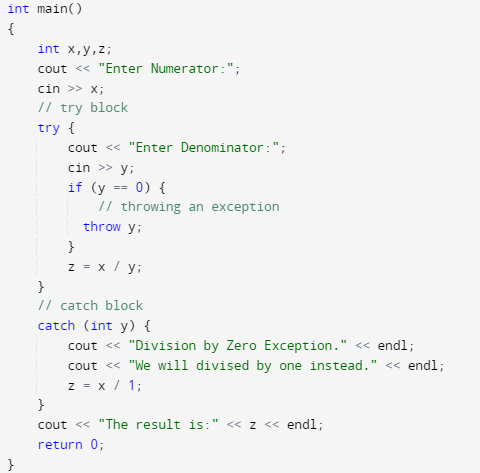 int main()
{
    int x,y,z;
    cout << "Enter Numerator:";
    cin >> x;
    // try block
    try {
        cout << "Enter Denominator:";
        cin >> y;
        if (y == 0) {
            // throwing an exception
          throw y;
        }
        z = x / y;
    }
    // catch block
    catch (int y) {
        cout << "Division by Zero Exception." << endl;
        cout << "We will divised by one instead." << endl;
        z = x / 1;
    }
    cout << "The result is:" << z << endl;
    return 0;
}